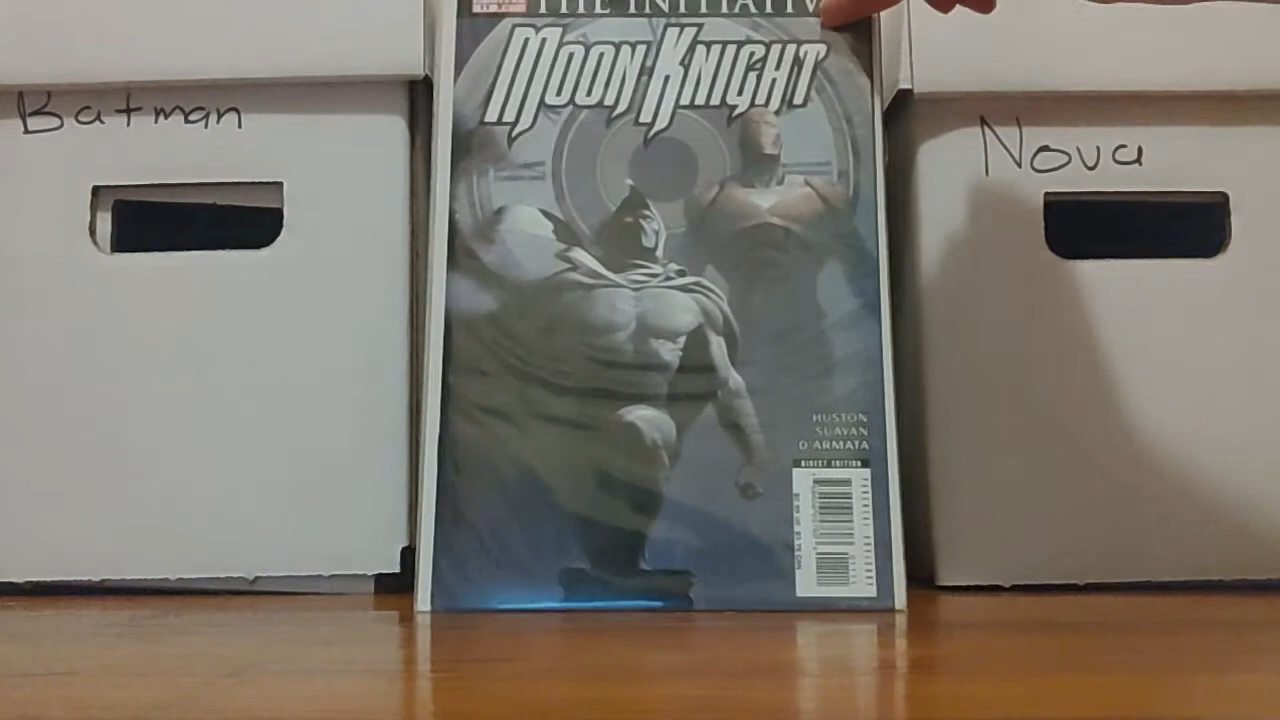 THE INITIATIV
MOON KNIGHT
Batman
Nova
HUSTON
SUAYAN
D'ARMATA
DIRECT EDITION